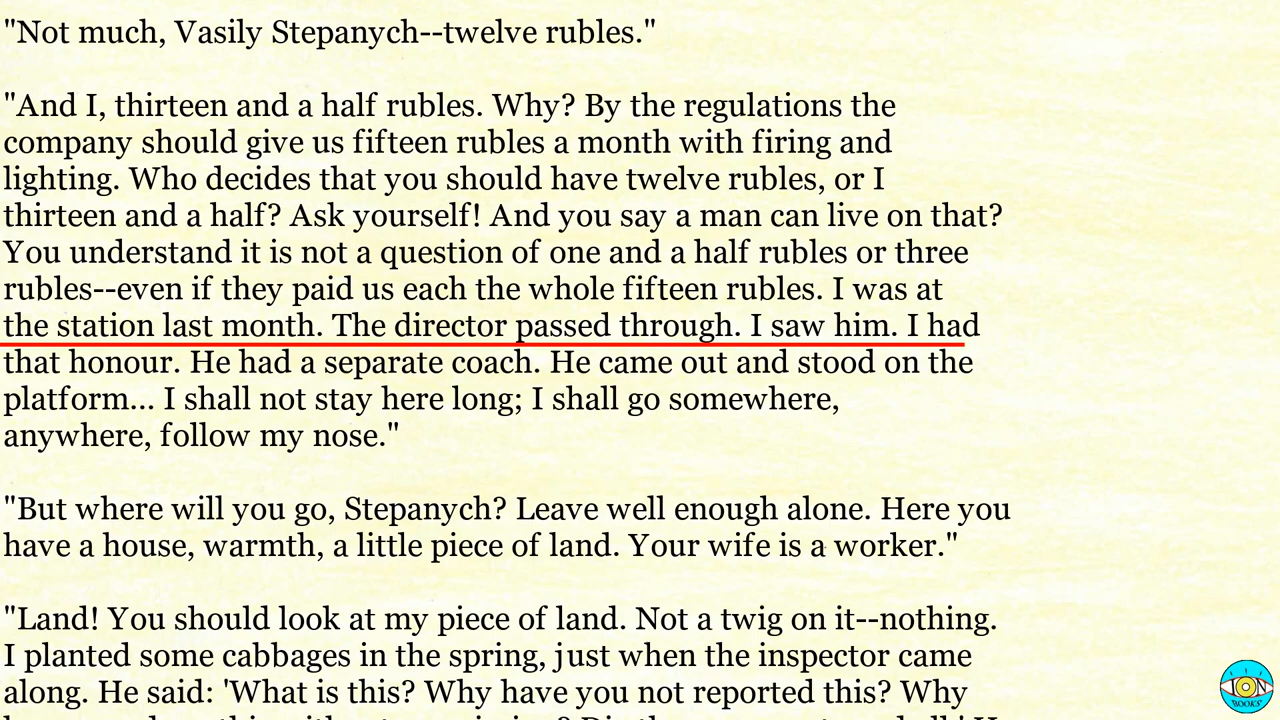 "Not much, Vasily Stepanych--twelve rubles."
"And I, thirteen and a half rubles. Why? By the regulations the
company should give us fifteen rubles a month with firing and
lighting. Who decides that you should have twelve rubles, or I
thirteen and a half? Ask yourself! And you say a man can live on that?
You understand it is not a question of one and a half rubles or three
rubles--even if they paid us each the whole fifteen rubles. I was at
the station last month. The director passed through. I saw him. I had
that honour. He had a separate coach. He came out and stood on the
platform... I shall not stay here long; I shall go somewhere,
anywhere, follow my nose."
"But where will you go, Stepanych? Leave well enough alone. Here you
have a house, warmth, a little piece of land. Your wife is a worker."
"Land! You should look at my piece of land. Not a twig on it--nothing.
I planted some cabbages in the spring, just when the inspector came
along. He said: 'What is this? Why have you not reported this? Why
ION
BOOKS